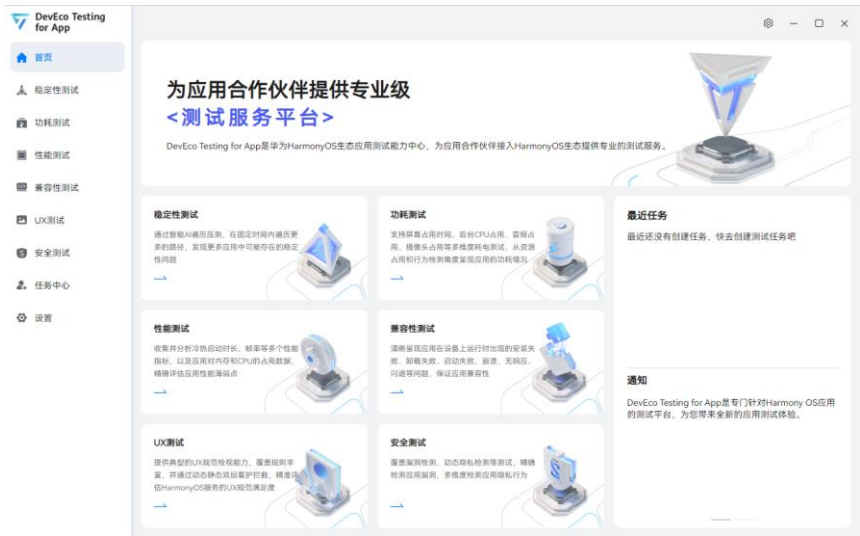 DevEco Testing
for App
首页
稳定性测试
功耗测试
性能测试
兼容性测试
UX测试
安全测试
任务中心
设置
为应用合作伙伴提供专业级
<测试服务平台>
DevEco Testing for App是华为HarmonyOS生态应用测试能力中心，为应用合作伙伴接入HarmonyOS生态提供专业的测试服务。
稳定性测试
通过智能AI遍历压测，在固定时间内遍历更
多的路径，发现更多应用中可能存在的稳定
性问题
功耗测试
支持屏幕占用时间、后台CPU占用、音频占
用、摄像头占用等多维度耗电测试，从资源
占用和行为检测角度呈现应用的功耗情况
性能测试
收集并分析冷热启动时长、帧率等多个性能
指标，以及应用对内存和CPU的占用数据，
精确评估应用性能薄弱点
兼容性测试
清晰呈现应用在设备上运行时出现的安装失
败、卸载失败、启动失败、崩溃、无响应、
闪退等问题，保证应用兼容性
UX测试
提供典型的UX规范检视能力，覆盖规则丰
富，并通过动态静态双层看护拦截，精准评
估HarmonyOS服务的UX规范满足度
安全测试
覆盖漏洞检测、动态隐私检测等测试，精确
检测应用漏洞，多维度检测应用隐私行为
最近任务
最近还没有创建任务，快去创建测试任务吧
通知
DevEco Testing for App是专门针对Harmony OS应用
的测试平台，为您带来全新的应用测试体验。